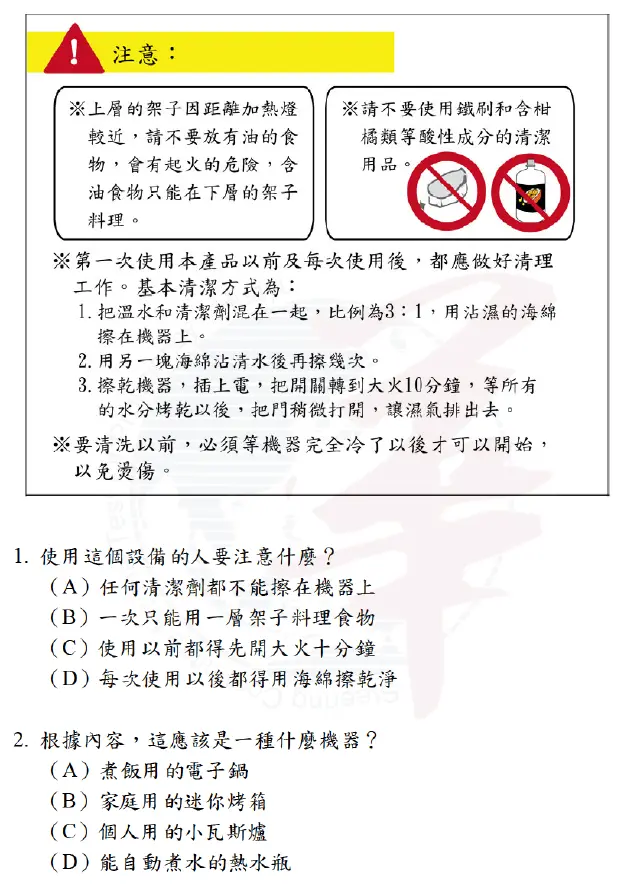 注意：
※上層的架子因距離加熱燈
較近，請不要放有油的食
物，會有起火的危險，含
油食物只能在下層的架子
料理。
※請不要使用鐵刷和含柑
橘類等酸性成分的清潔
用品。
※第一次使用本產品以前及每次使用後，都應做好清理
工作。基本清潔方式為：
1. 把溫水和清潔劑混在一起，比例為3：1，用沾濕的海綿
擦在機器上。
2. 用另一塊海綿沾清水後再擦幾次。
3. 擦乾機器，插上電，把開關轉到大火10分鐘，等所有
的水分烤乾以後，把門稍微打開，讓濕氣排出去。
※要清洗以前，必須等機器完全冷了以後才可以開始，
以免燙傷。
1. 使用這個設備的人要注意什麼？
（A）任何清潔劑都不能擦在機器上
（B）一次只能用一層架子料理食物
（C）使用以前都得先開大火十分鐘
（D）每次使用以後都得用海綿擦乾淨
2. 根據內容，這應該是一種什麼機器？
（A）煮飯用的電子鍋
（B）家庭用的迷你烤箱
（C）個人用的小瓦斯爐
（D）能自動煮水的熱水瓶